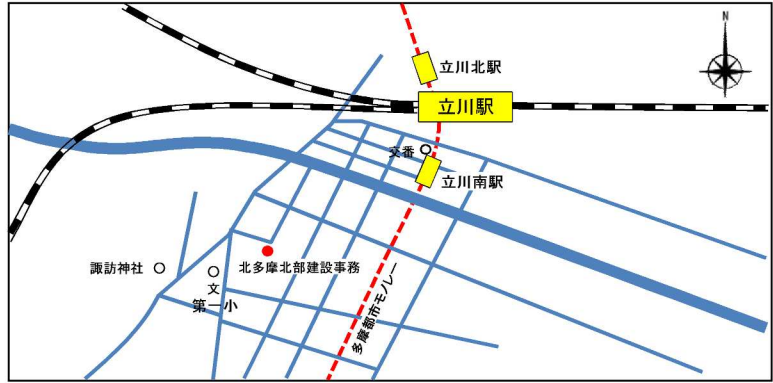 N
立川北駅
立川駅
交番
立川南駅
諏訪神社
北多摩北部建設事務
文
第一小
多摩都市モノレー